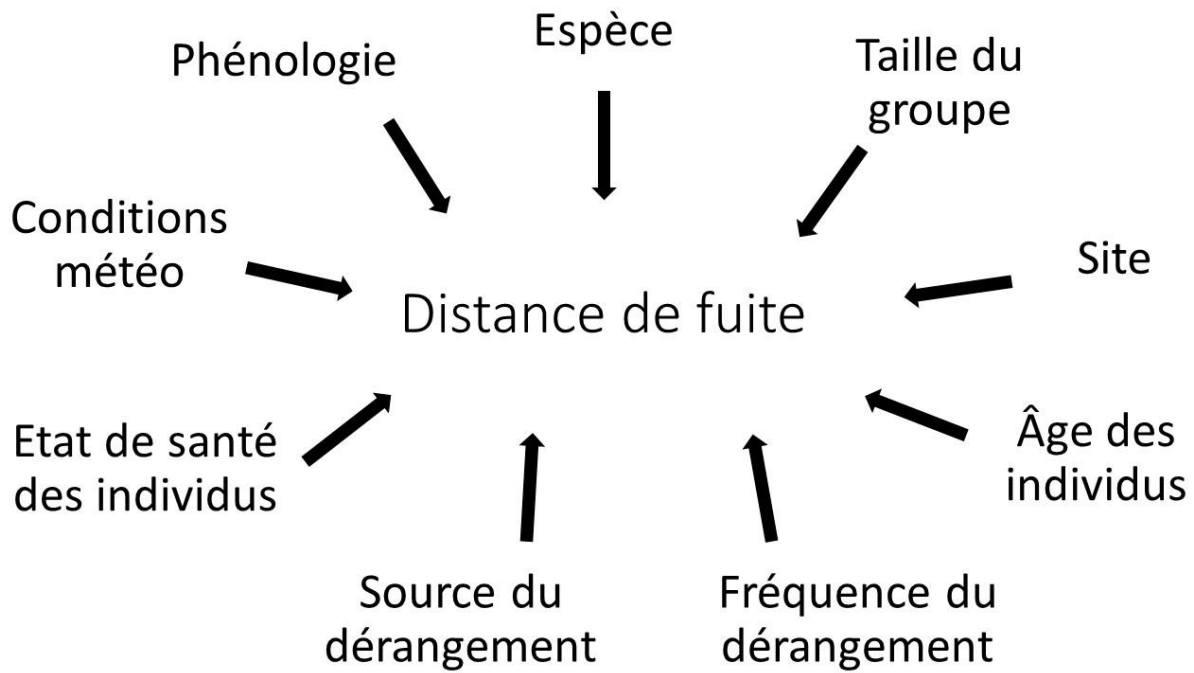 Espèce
Phénologie
Taille du
groupe
Conditions
météo
Site
Distance de fuite
Etat de santé
des individus
Âge des
individus
Source du
dérangement
Fréquence du
dérangement